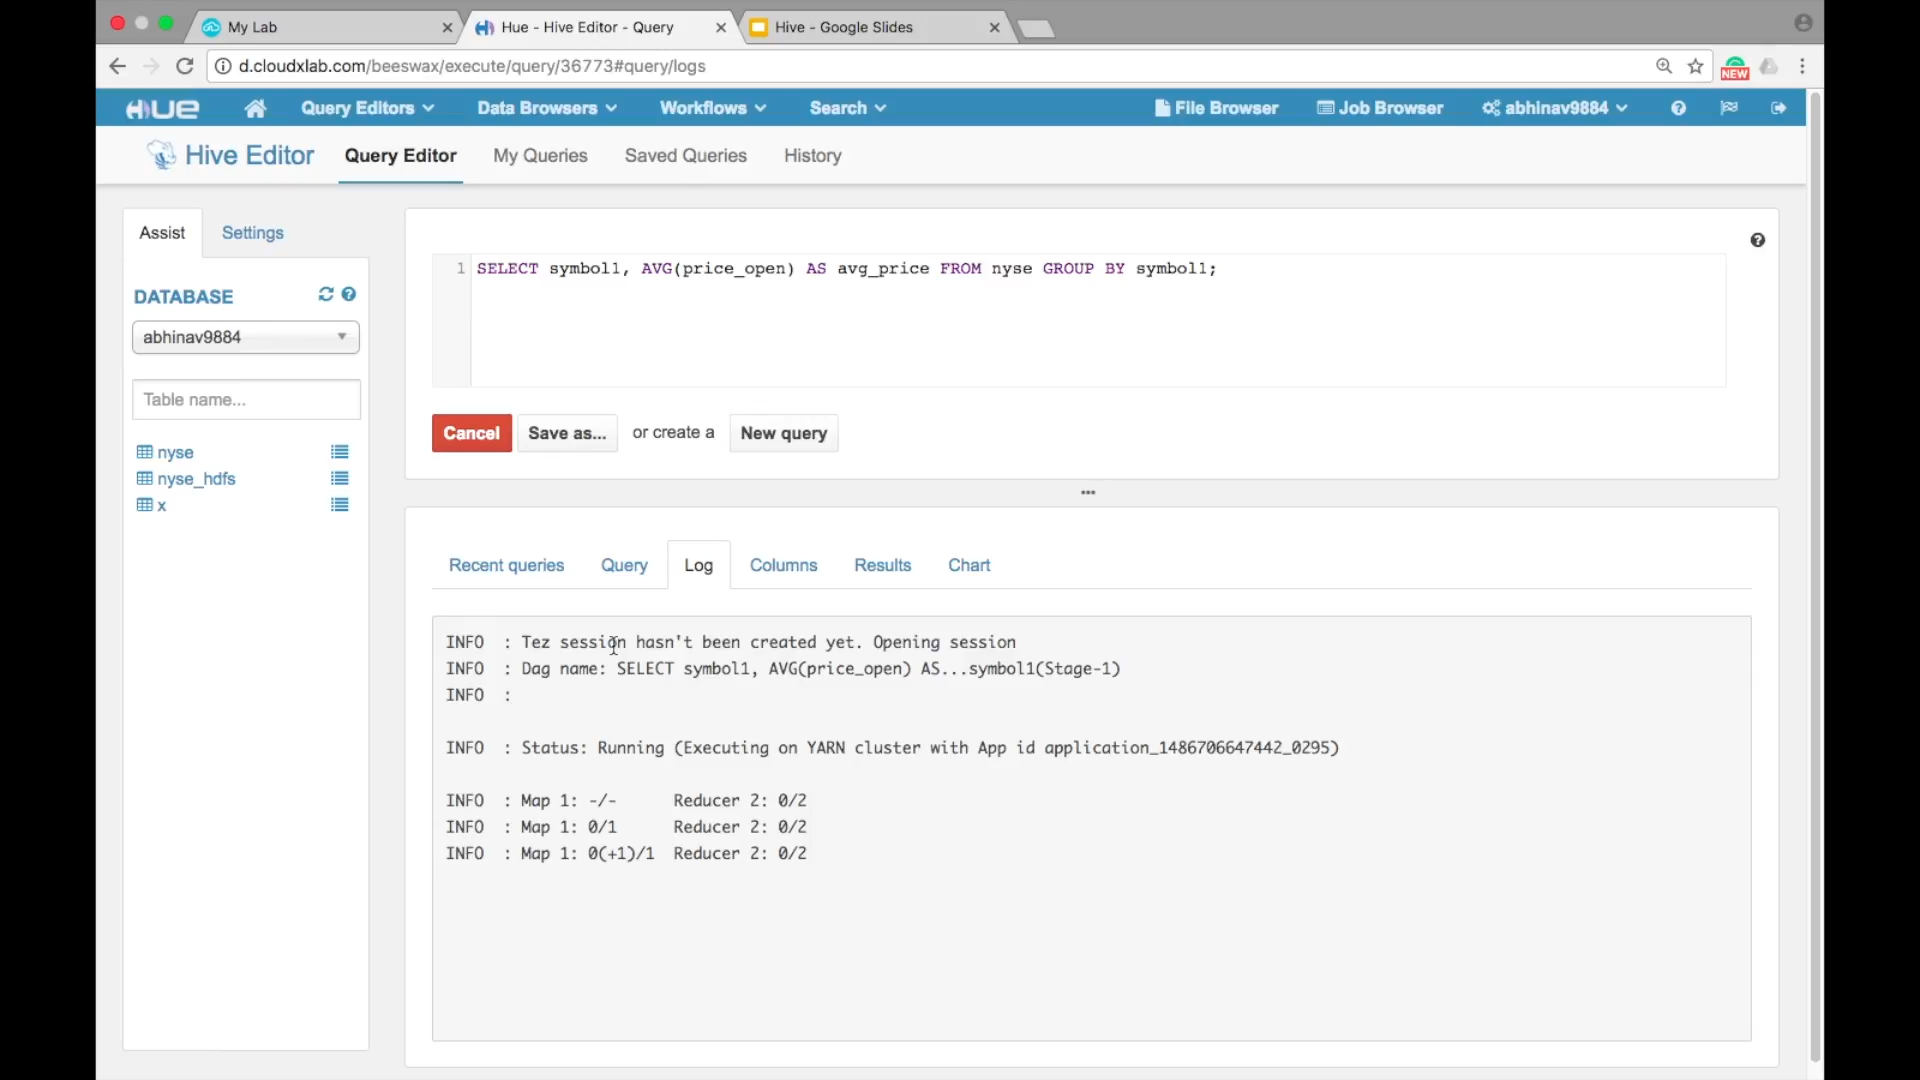 My Lab
Hue - Hive Editor - Query
Hive - Google Slides
d.cloudxlab.com/beeswax/execute/query/36773#query/logs
NEW
HUE
Query Editors
Data Browsers
Workflows
Search
File Browser
Job Browser
abhinav9884
Hive Editor
Query Editor
My Queries
Saved Queries
History
Assist
Settings
DATABASE
abhinav9884
Table name...
nyse
nyse_hdfs
x
1 SELECT symbol1, AVG(price_open) AS avg_price FROM nyse GROUP BY symbol1;
Cancel
Save as...
or create a
New query
Recent queries
Query
Log
Columns
Results
Chart
INFO : Tez session hasn't been created yet. Opening session
INFO : Dag name: SELECT symbol1, AVG(price_open) AS...symbol1(Stage-1)
INFO :
INFO : Status: Running (Executing on YARN cluster with App id application_1486706647442_0295)
INFO : Map 1: -/- Reducer 2: 0/2
INFO : Map 1: 0/1 Reducer 2: 0/2
INFO : Map 1: 0(+1)/1 Reducer 2: 0/2